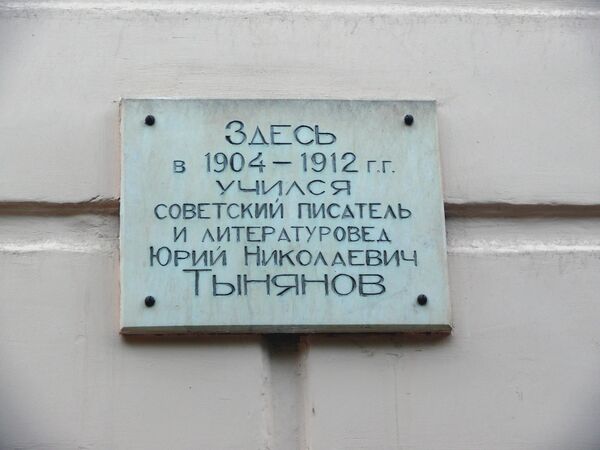 Здесь
в 1904–1912 г.г.
учился
советский писатель
и литературовед
Юрий Николаевич
Тынянов